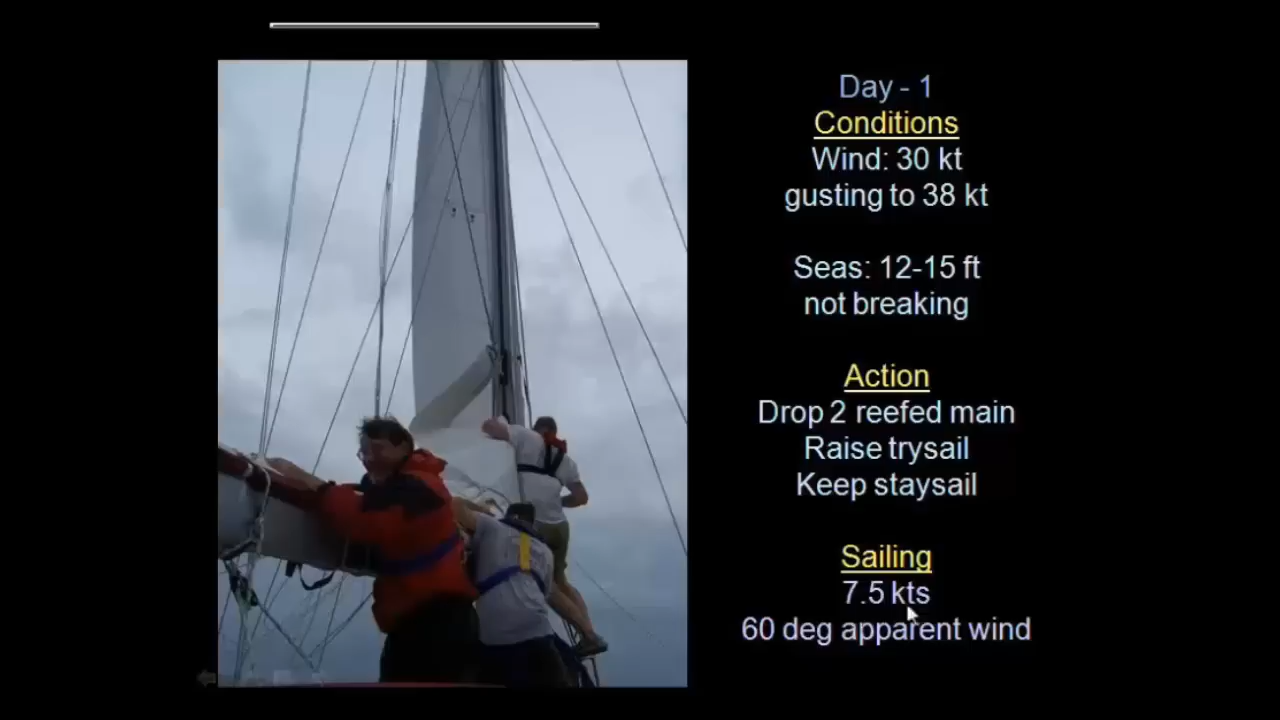 Day - 1
Conditions
Wind: 30 kt
gusting to 38 kt
Seas: 12-15 ft
not breaking
Action
Drop 2 reefed main
Raise trysail
Keep staysail
Sailing
7.5 kts
60 deg apparent wind